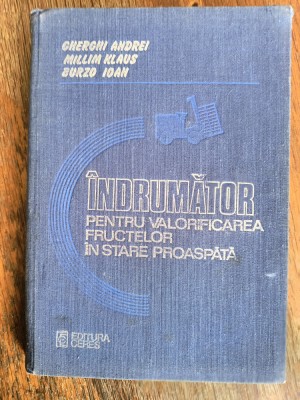 GHERGHI ANDREI
MILLIM KLAUS
BURZO IOAN
ÎNDRUMĂTOR
PENTRU VALORIFICAREA
FRUCTELOR
ÎN STARE PROASPĂTĂ
EDITURA
CERES